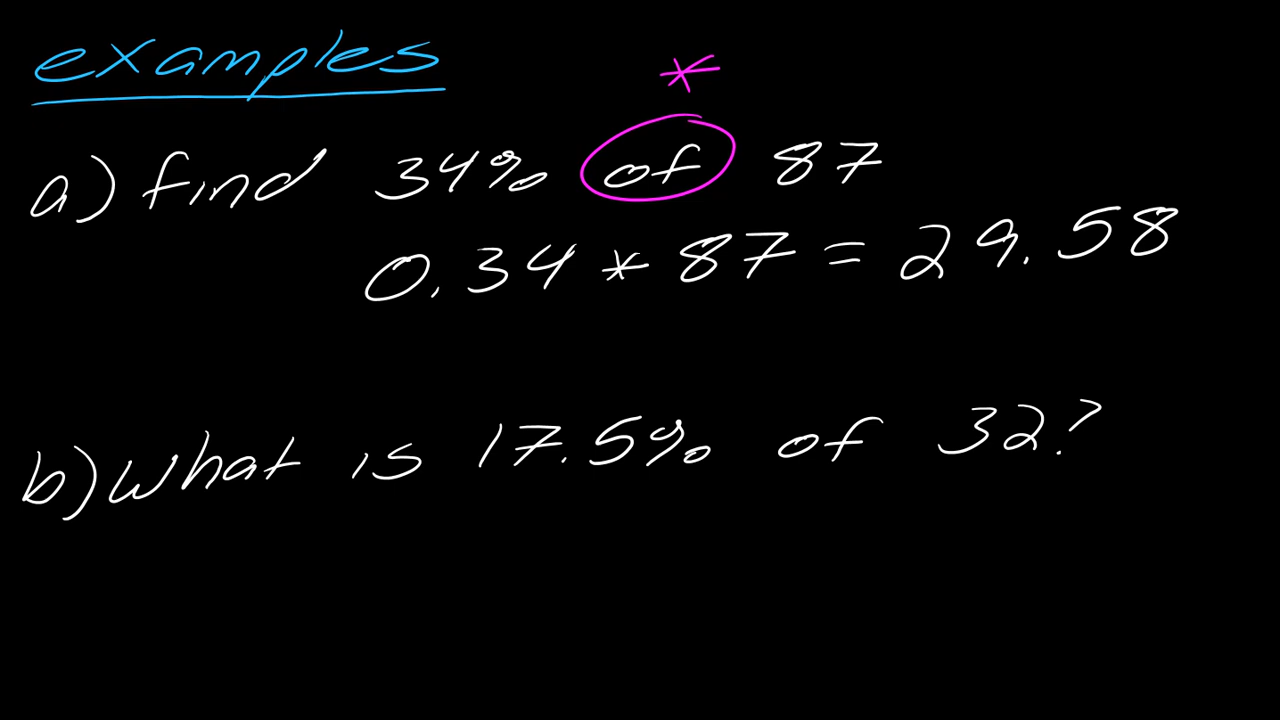 examples
*
a) find 34% of 87
0.34 * 87 = 29.58
b) What is 17.5% of 32?